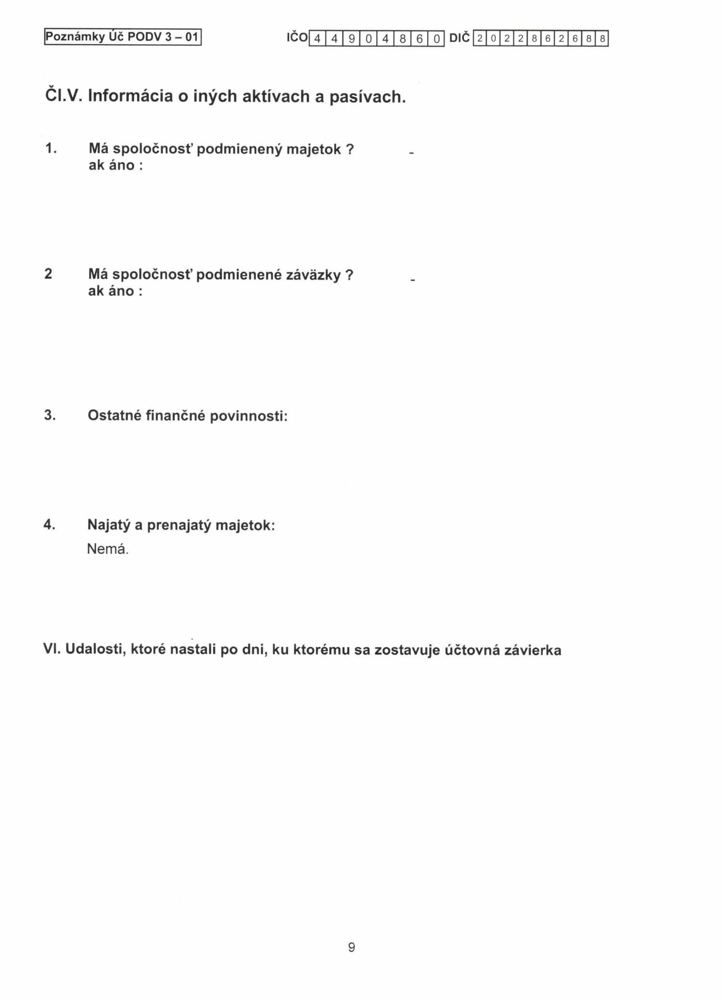 Poznámky Úč PODV 3 – 01 IČO 4 4 9 0 4 8 6 0 DIČ 2 0 2 2 8 6 2 6 8 8
Čl.V. Informácia o iných aktívach a pasívach.
1. Má spoločnosť podmienený majetok ? -
ak áno :
2 Má spoločnosť podmienené záväzky ? -
ak áno :
3. Ostatné finančné povinnosti:
4. Najatý a prenajatý majetok:
Nemá.
VI. Udalosti, ktoré nastali po dni, ku ktorému sa zostavuje účtovná závierka
9